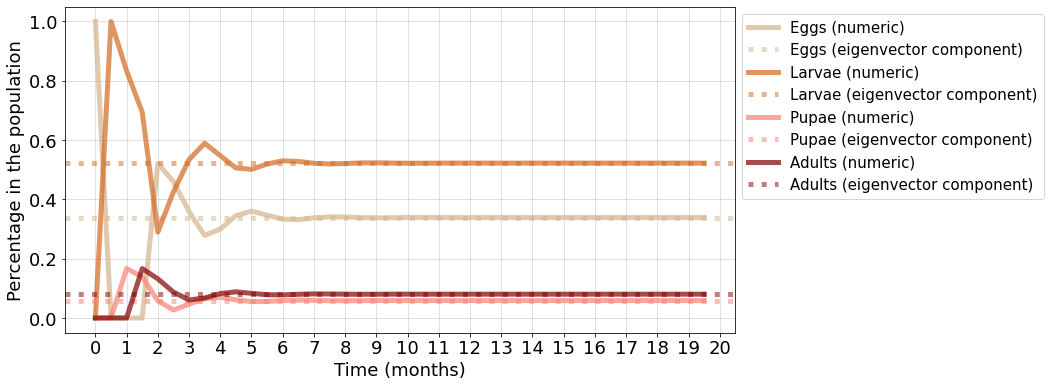 Percentage in the population
1.0
0.8
0.6
0.4
0.2
0.0
0 1 2 3 4 5 6 7 8 9 10 11 12 13 14 15 16 17 18 19 20
Time (months)
Eggs (numeric)
Eggs (eigenvector component)
Larvae (numeric)
Larvae (eigenvector component)
Pupae (numeric)
Pupae (eigenvector component)
Adults (numeric)
Adults (eigenvector component)